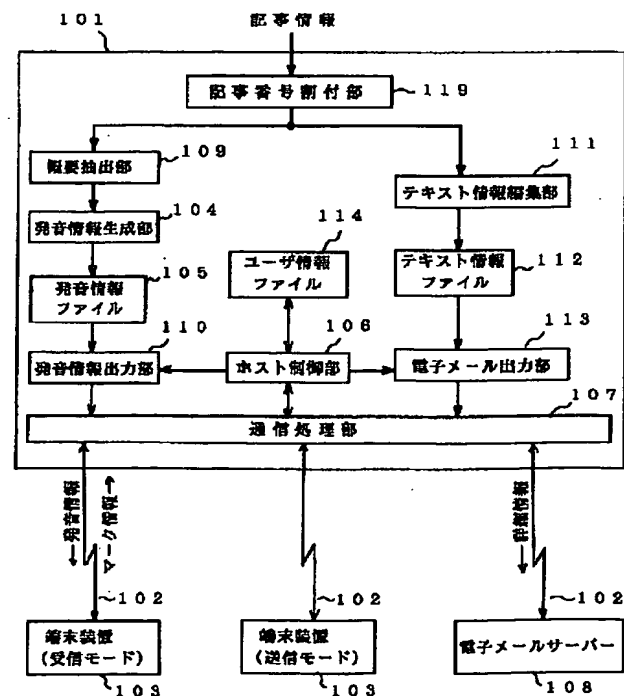 101
記事情報
記事番号割付部
119
109
概要抽出部
111
テキスト情報編集部
104
発音情報生成部
114
105
ユーザ情報
ファイル
112
テキスト情報
ファイル
発音情報
ファイル
110
106
113
発音情報出力部
ホスト制御部
電子メール出力部
107
通信処理部
発音情報
マーク情報
詳細情報
102
102
102
端末装置
(受信モード)
端末装置
(送信モード)
電子メールサーバー
103
103
108